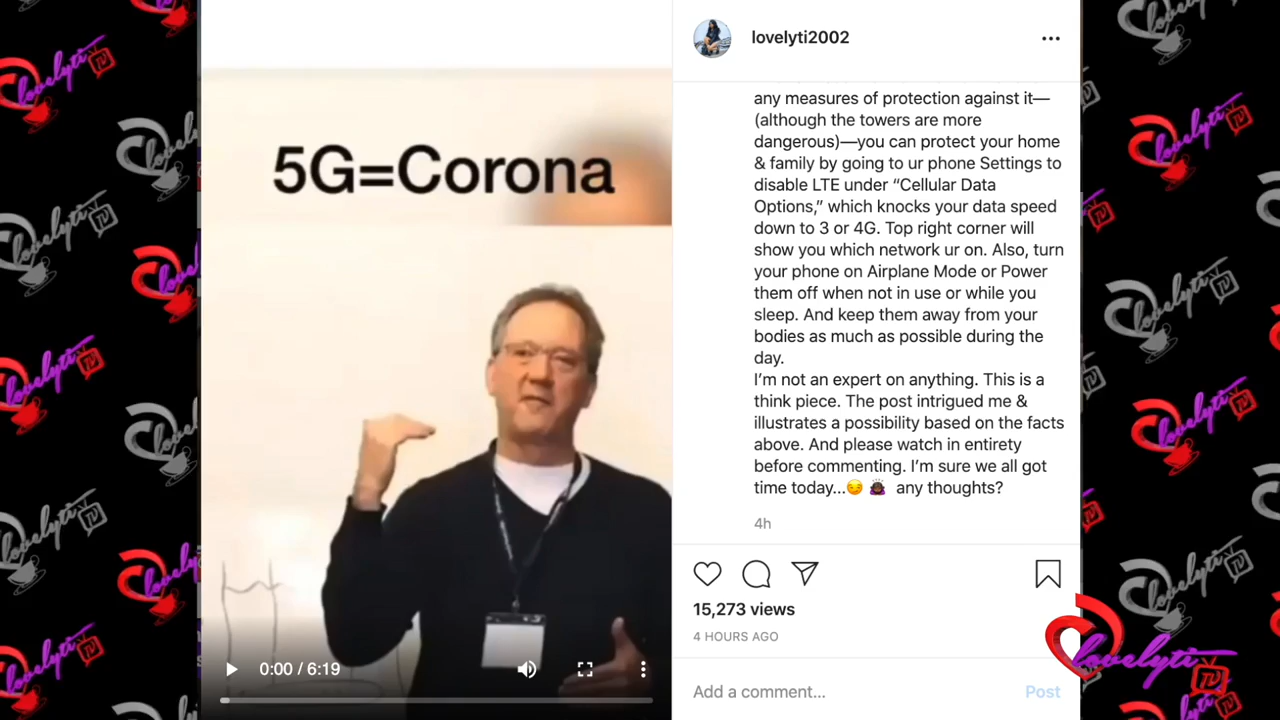 5G=Corona
0:00 / 6:19
lovelyti2002
any measures of protection against it—
(although the towers are more
dangerous)—you can protect your home
& family by going to ur phone Settings to
disable LTE under “Cellular Data
Options,” which knocks your data speed
down to 3 or 4G. Top right corner will
show you which network ur on. Also, turn
your phone on Airplane Mode or Power
them off when not in use or while you
sleep. And keep them away from your
bodies as much as possible during the
day.
I’m not an expert on anything. This is a
think piece. The post intrigued me &
illustrates a possibility based on the facts
above. And please watch in entirety
before commenting. I’m sure we all got
time today...😏 🙇🏾 any thoughts?
4h
15,273 views
4 HOURS AGO
Add a comment...
Post
Lovelyti TV